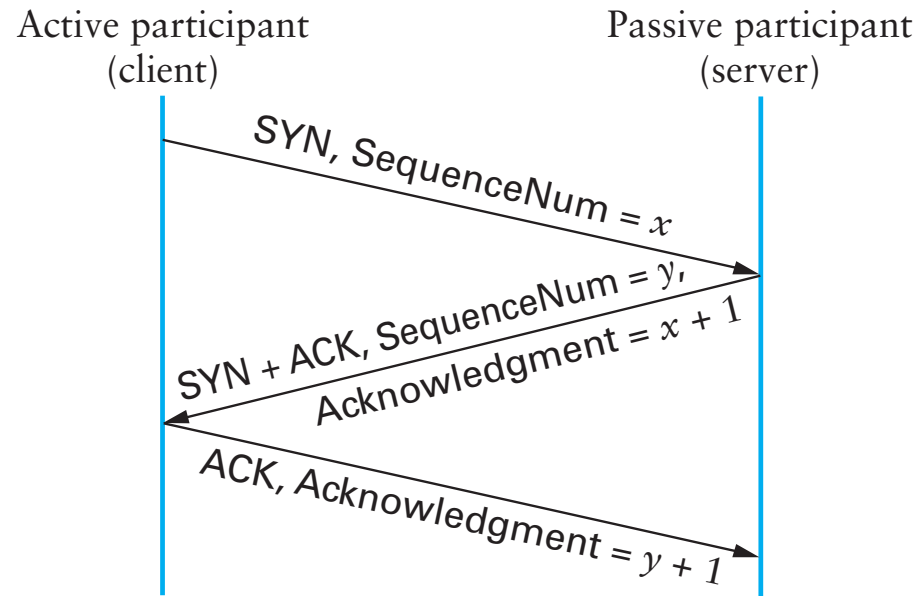 Active participant
(client)
Passive participant
(server)
SYN, SequenceNum = x
SYN + ACK, SequenceNum = y,
Acknowledgment = x + 1
ACK, Acknowledgment = y + 1